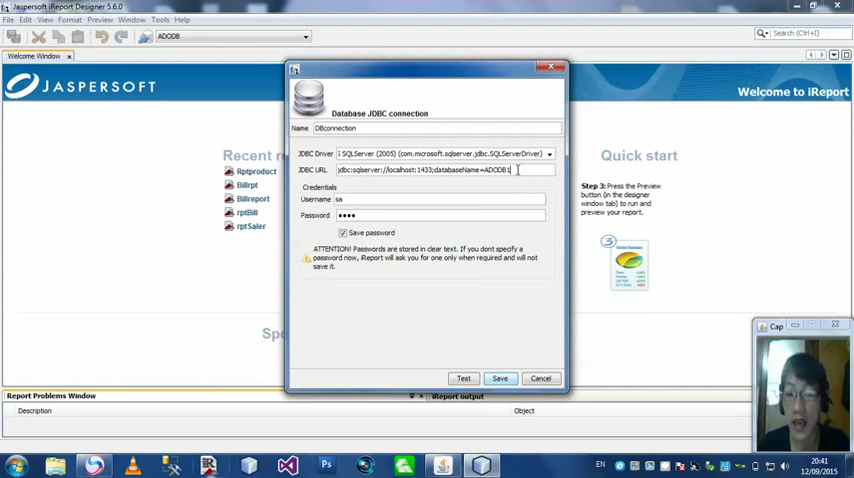 Jaspersoft iReport Designer 5.6.0
File Edit View Format Preview Window Tools Help
ADODB
Search (Ctrl+I)
Welcome Window
JASPERSOFT
Welcome to iReport
Recent r
Rptproduct
Billrpt
Billreport
rptBill
rptSaler
Quick start
Step 3: Press the Preview
button (in the designer
window tab) to run and
preview your report.
3
Spe
Database JDBC connection
Name DBconnection
JDBC Driver S SQLServer (2005) (com.microsoft.sqlserver.jdbc.SQLServerDriver)
JDBC URL jdbc:sqlserver://localhost:1433;databaseName=ADODB1
Credentials
Username sa
Password ••••
Save password
ATTENTION! Passwords are stored in clear text. If you dont specify a
password now, iReport will ask you for one only when required and will not
save it.
Test Save Cancel
Cap
Report Problems Window
iReport output
Description Object
Ps
EN
20:41
12/09/2015